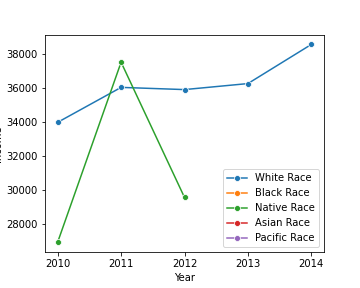 38000
36000
34000
32000
30000
28000
White Race
Black Race
Native Race
Asian Race
Pacific Race
2010 2011 2012 2013 2014
Year